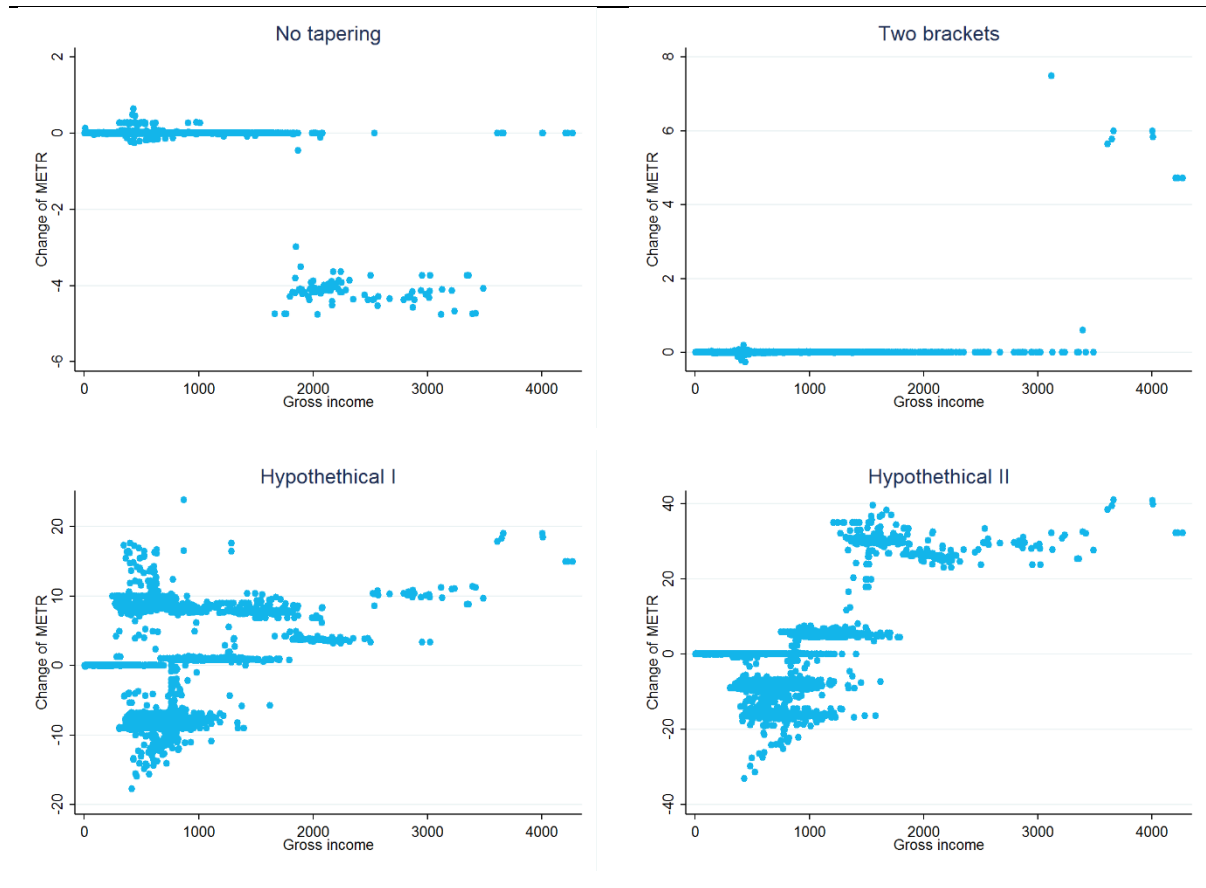 No tapering
Change of METR
2
0
-2
-4
-6
0 1000 2000 3000 4000
Gross income
Two brackets
Change of METR
8
6
4
2
0
0 1000 2000 3000 4000
Gross income
Hypothethical I
Change of METR
20
10
0
-10
-20
0 1000 2000 3000 4000
Gross income
Hypothethical II
Change of METR
40
20
0
-20
-40
0 1000 2000 3000 4000
Gross income